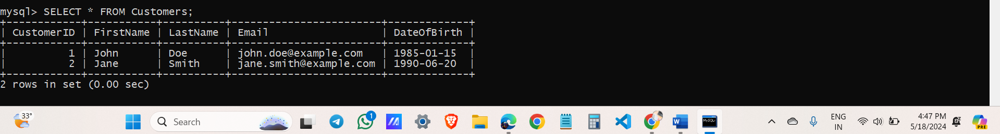 mysql> SELECT * FROM Customers;
+------------+-----------+----------+------------------------+-------------+
| CustomerID | FirstName | LastName | Email                  | DateOfBirth |
+------------+-----------+----------+------------------------+-------------+
|          1 | John      | Doe      | john.doe@example.com   | 1985-01-15  |
|          2 | Jane      | Smith    | jane.smith@example.com | 1990-06-20  |
+------------+-----------+----------+------------------------+-------------+
2 rows in set (0.00 sec)
33°
Search
1
W
MySQL
ENG
IN
4:47 PM
5/18/2024
PRE